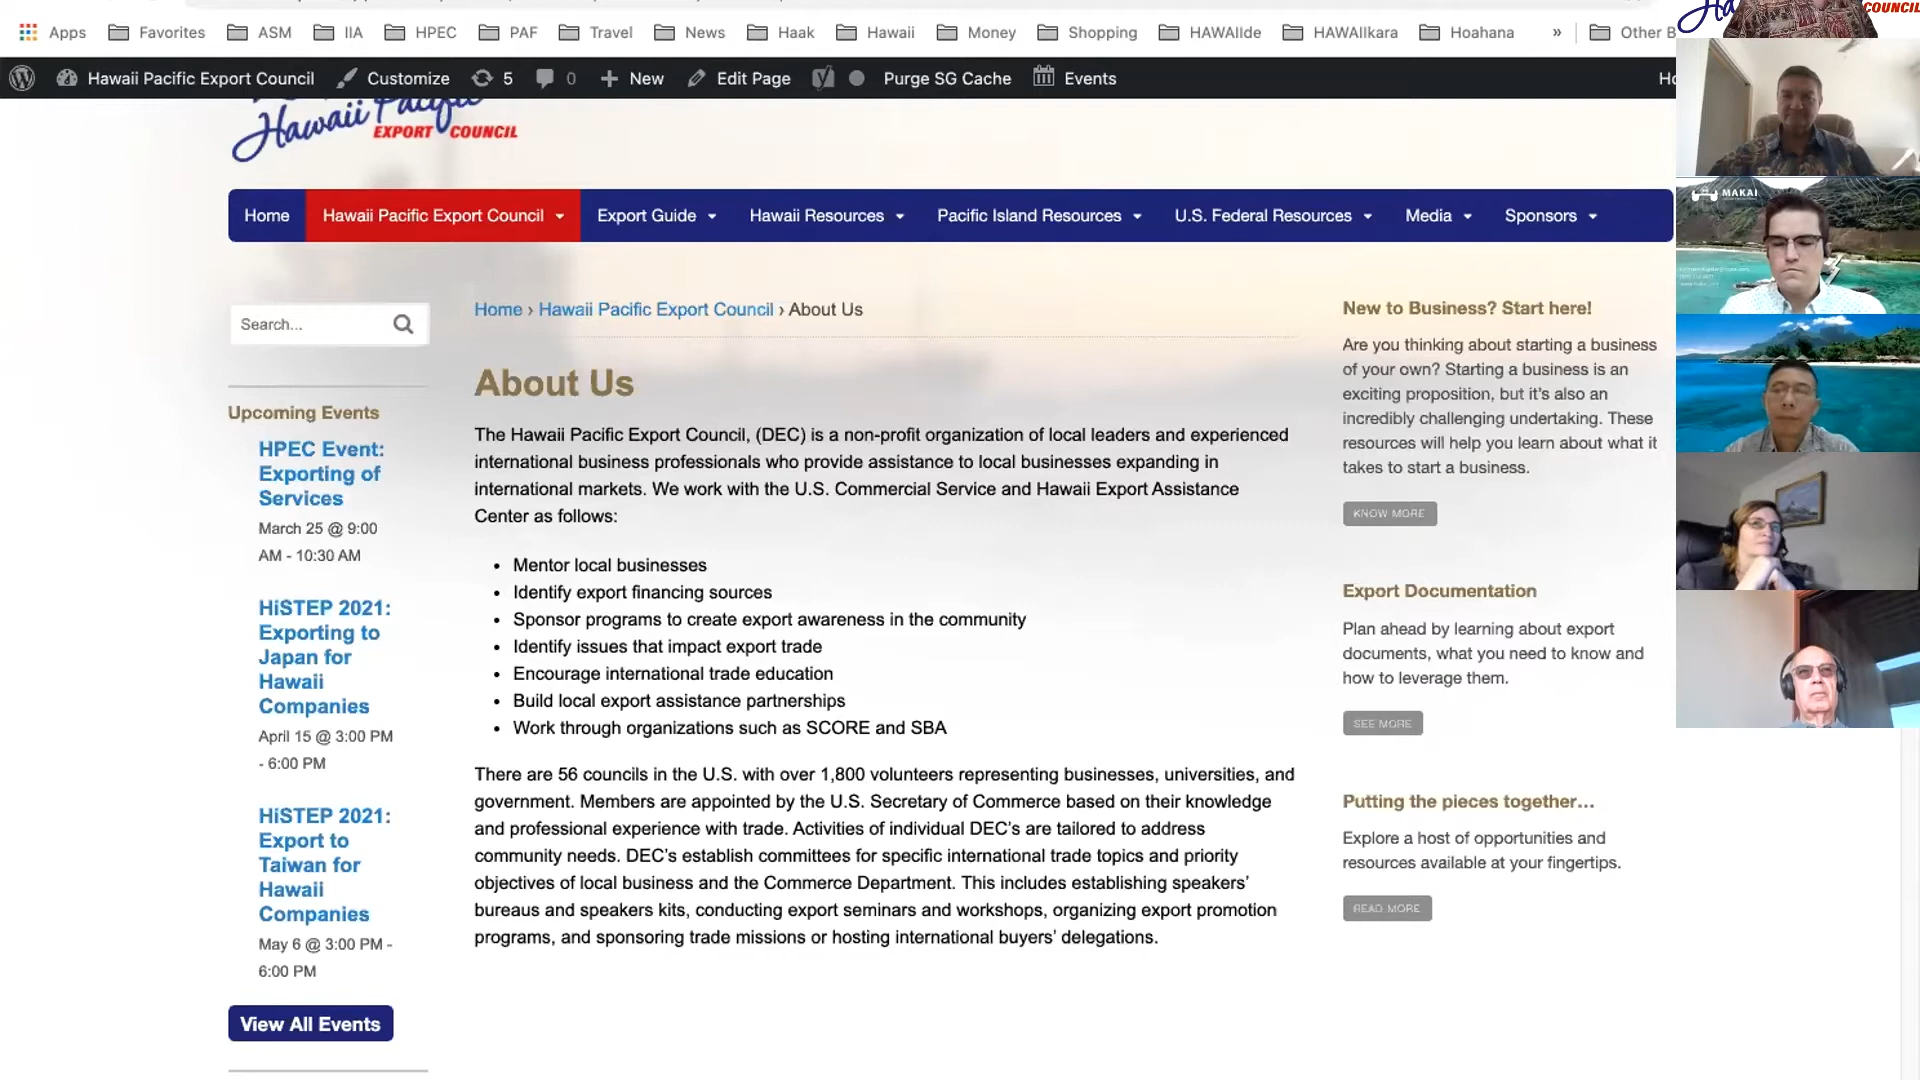 Apps Favorites ASM IIA HPEC PAF Travel News Haak Hawaii Money Shopping HAWAIIde HAWAIIkara Hoahana » Other B
Hawaii Pacific Export Council Customize 5 0 New Edit Page Purge SG Cache Events
Hawaii Pacific
EXPORT COUNCIL
COUNCIL
MAKAI
Home Hawaii Pacific Export Council Export Guide Hawaii Resources Pacific Island Resources U.S. Federal Resources Media Sponsors
Search...
Upcoming Events
HPEC Event:
Exporting of
Services
March 25 @ 9:00
AM - 10:30 AM
HiSTEP 2021:
Exporting to
Japan for
Hawaii
Companies
April 15 @ 3:00 PM
- 6:00 PM
HiSTEP 2021:
Export to
Taiwan for
Hawaii
Companies
May 6 @ 3:00 PM -
6:00 PM
View All Events
Home › Hawaii Pacific Export Council › About Us
About Us
The Hawaii Pacific Export Council, (DEC) is a non-profit organization of local leaders and experienced
international business professionals who provide assistance to local businesses expanding in
international markets. We work with the U.S. Commercial Service and Hawaii Export Assistance
Center as follows:
• Mentor local businesses
• Identify export financing sources
• Sponsor programs to create export awareness in the community
• Identify issues that impact export trade
• Encourage international trade education
• Build local export assistance partnerships
• Work through organizations such as SCORE and SBA
There are 56 councils in the U.S. with over 1,800 volunteers representing businesses, universities, and
government. Members are appointed by the U.S. Secretary of Commerce based on their knowledge
and professional experience with trade. Activities of individual DEC's are tailored to address
community needs. DEC's establish committees for specific international trade topics and priority
objectives of local business and the Commerce Department. This includes establishing speakers'
bureaus and speakers kits, conducting export seminars and workshops, organizing export promotion
programs, and sponsoring trade missions or hosting international buyers' delegations.
New to Business? Start here!
Are you thinking about starting a business
of your own? Starting a business is an
exciting proposition, but it's also an
incredibly challenging undertaking. These
resources will help you learn about what it
takes to start a business.
KNOW MORE
Export Documentation
Plan ahead by learning about export
documents, what you need to know and
how to leverage them.
SEE MORE
Putting the pieces together…
Explore a host of opportunities and
resources available at your fingertips.
READ MORE